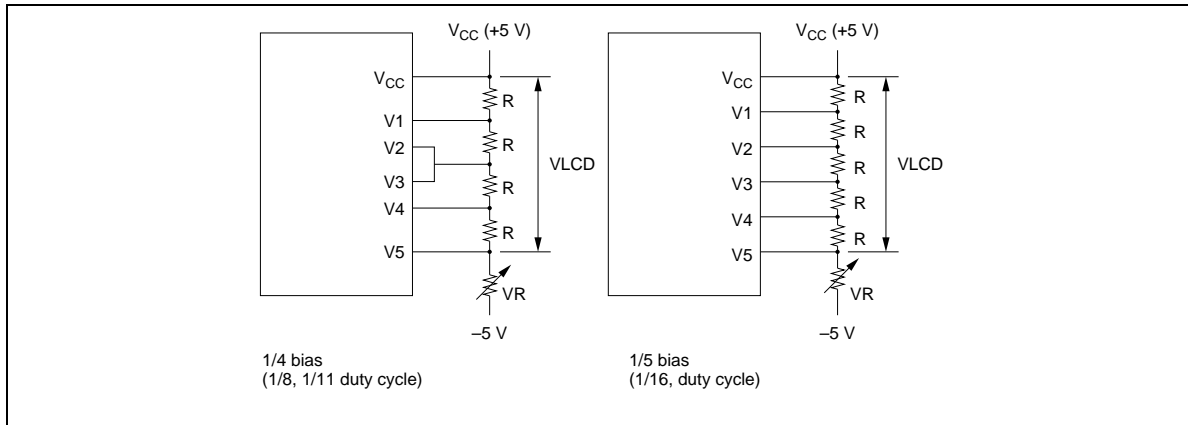 V_CC (+5 V)
V_CC
R
V1
R
V2
VLCD
V3
R
V4
R
V5
VR
–5 V
1/4 bias
(1/8, 1/11 duty cycle)
V_CC (+5 V)
V_CC
R
V1
R
V2
R
VLCD
V3
R
V4
R
V5
VR
–5 V
1/5 bias
(1/16, duty cycle)